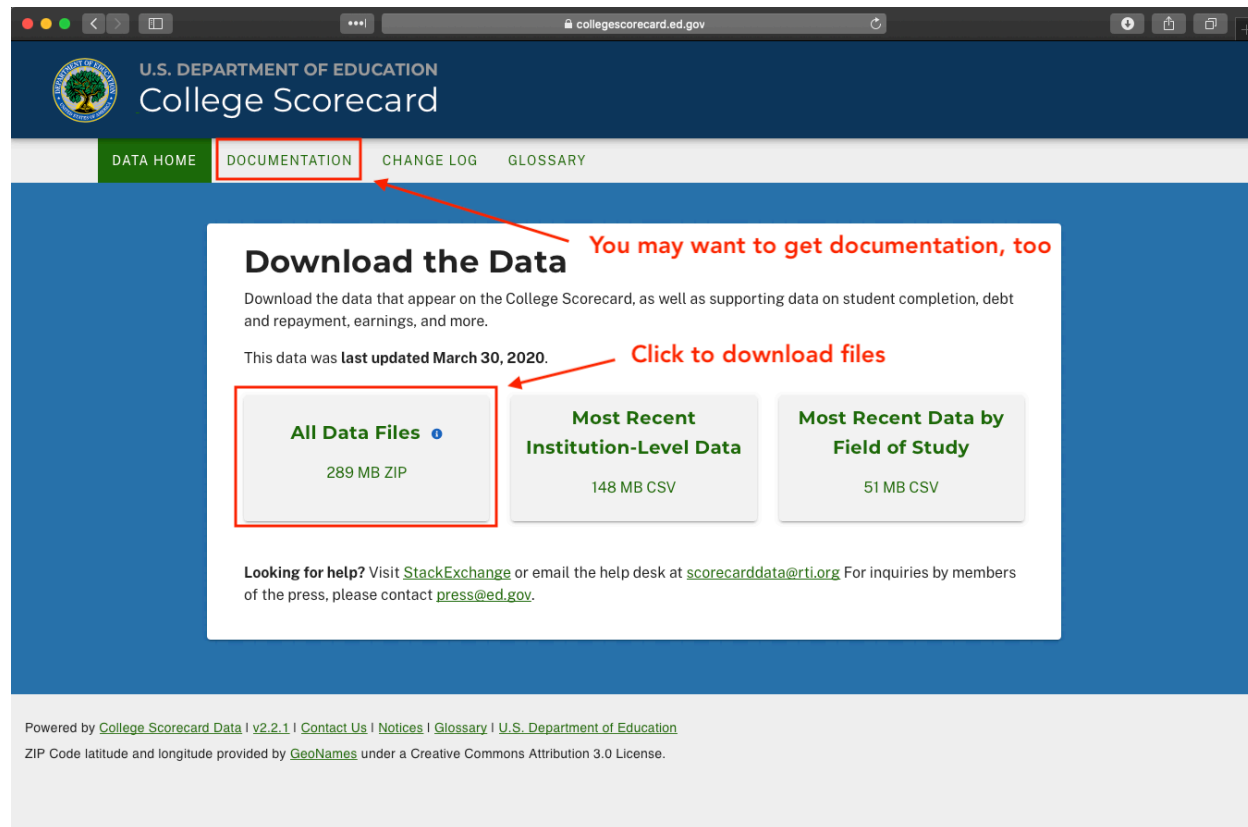 collegescorecard.ed.gov
U.S. DEPARTMENT OF EDUCATION
College Scorecard
DATA HOME DOCUMENTATION CHANGE LOG GLOSSARY
You may want to get documentation, too
Download the Data
Download the data that appear on the College Scorecard, as well as supporting data on student completion, debt
and repayment, earnings, and more.
This data was last updated March 30, 2020.
Click to download files
All Data Files
289 MB ZIP
Most Recent
Institution-Level Data
148 MB CSV
Most Recent Data by
Field of Study
51 MB CSV
Looking for help? Visit StackExchange or email the help desk at scorecarddata@rti.org For inquiries by members
of the press, please contact press@ed.gov.
Powered by College Scorecard Data | v2.2.1 | Contact Us | Notices | Glossary | U.S. Department of Education
ZIP Code latitude and longitude provided by GeoNames under a Creative Commons Attribution 3.0 License.